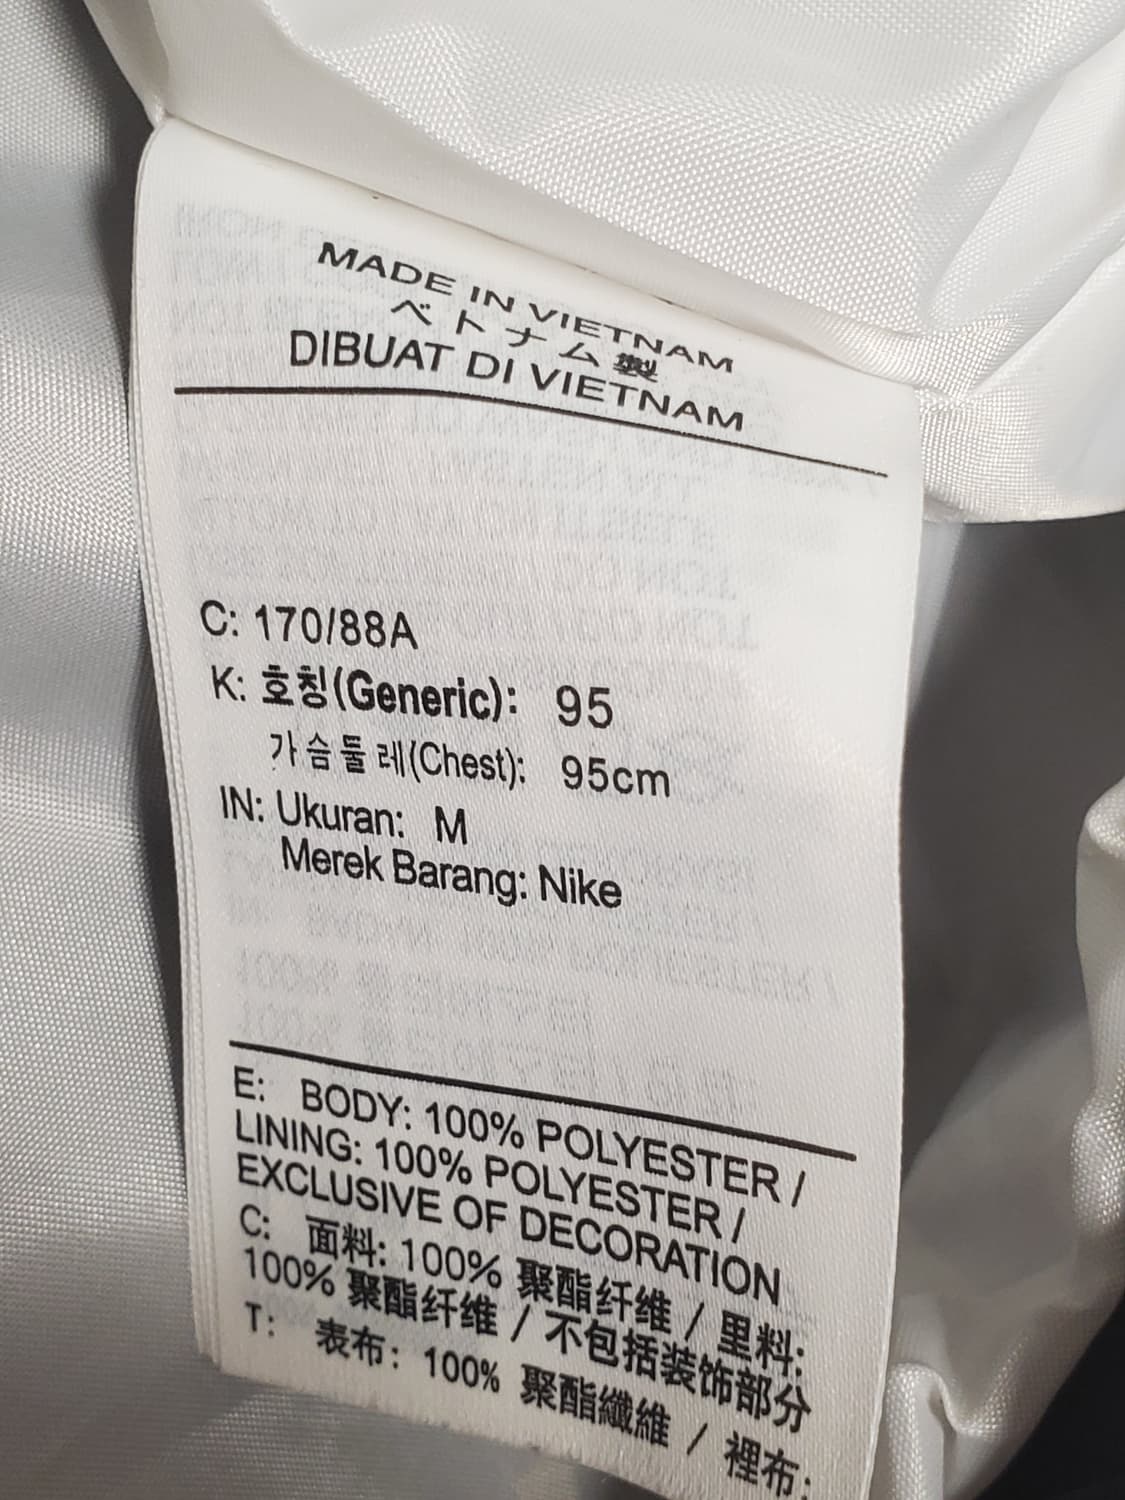 MADE IN VIETNAM
ベトナム製
DIBUAT DI VIETNAM
C: 170/88A
K: 호칭(Generic): 95
가슴둘레(Chest): 95cm
IN: Ukuran: M
Merek Barang: Nike
E: BODY: 100% POLYESTER /
LINING: 100% POLYESTER /
EXCLUSIVE OF DECORATION
C: 面料: 100% 聚酯纤维 / 里料:
100% 聚酯纤维 / 不包括装饰部分
T: 表布: 100% 聚酯纖維 / 裡布: